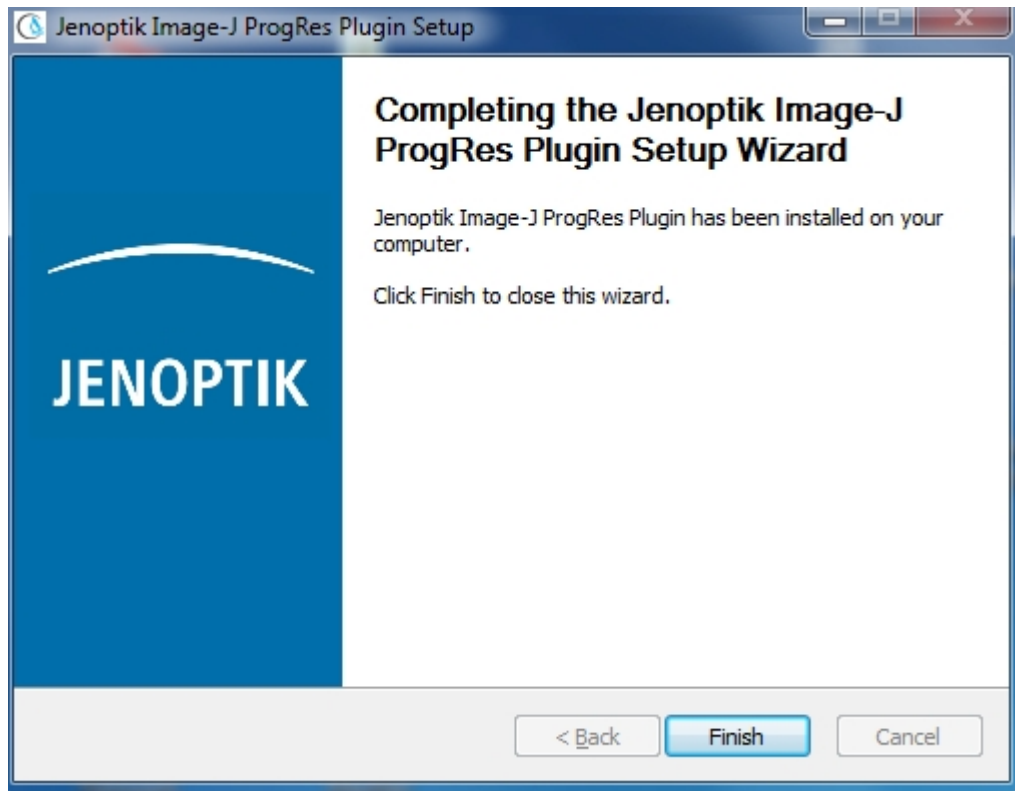 Jenoptik Image-J ProgRes Plugin Setup
Completing the Jenoptik Image-J
ProgRes Plugin Setup Wizard
Jenoptik Image-J ProgRes Plugin has been installed on your
computer.
Click Finish to close this wizard.
JENOPTIK
< Back
Finish
Cancel